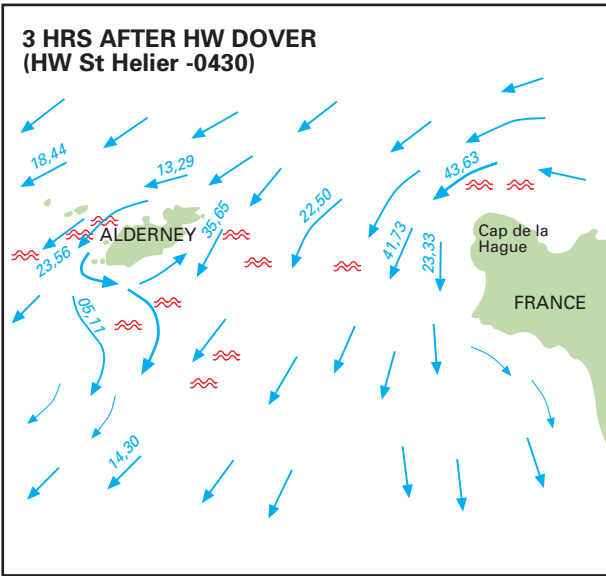 3 HRS AFTER HW DOVER
(HW St Helier -0430)
18,44
13,29
43,63
22,50
35,65
ALDERNEY
Cap de la
Hague
41,73
23,33
23,56
05,11
FRANCE
14,30